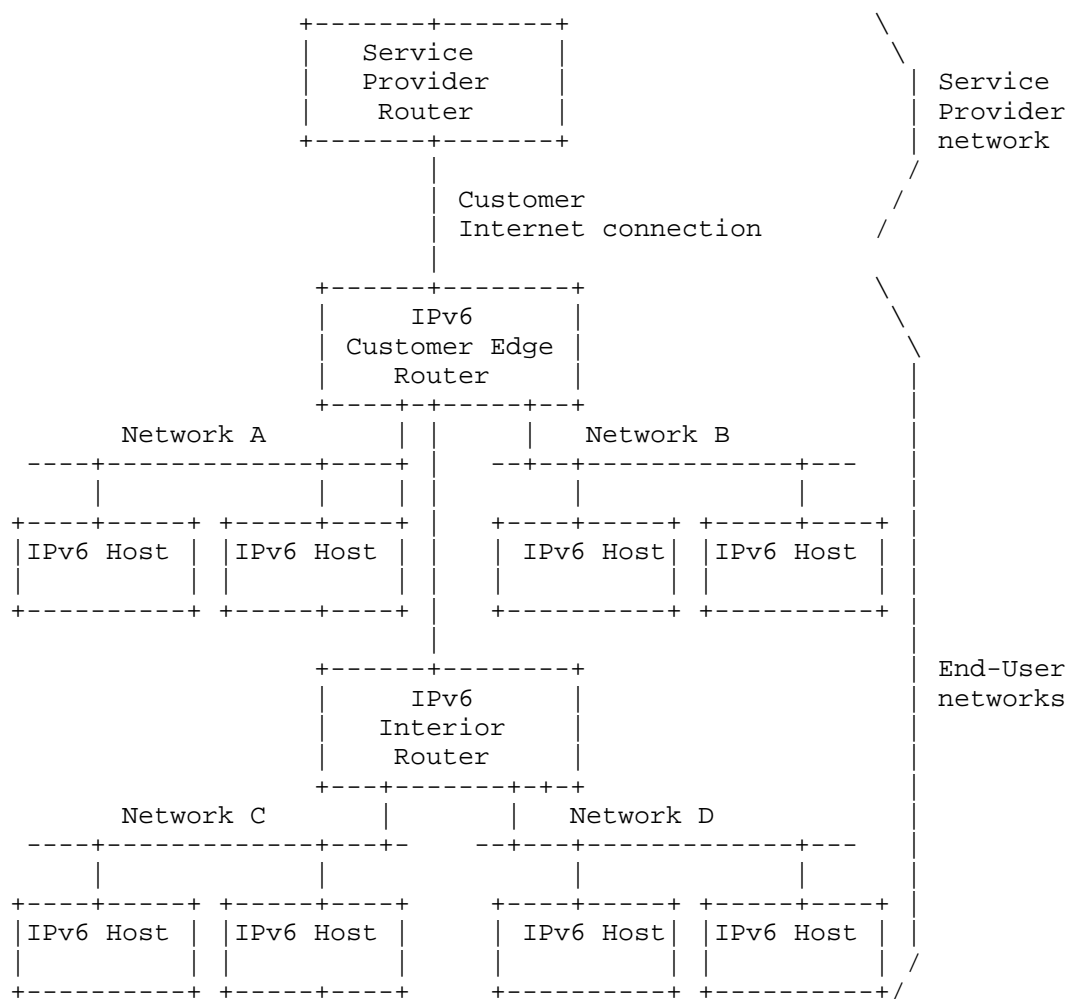 Service
Provider
Router
Service
Provider
network
Customer
Internet connection
IPv6
Customer Edge
Router
Network A
Network B
IPv6 Host
IPv6 Host
IPv6 Host
IPv6 Host
End-User
networks
IPv6
Interior
Router
Network C
Network D
IPv6 Host
IPv6 Host
IPv6 Host
IPv6 Host